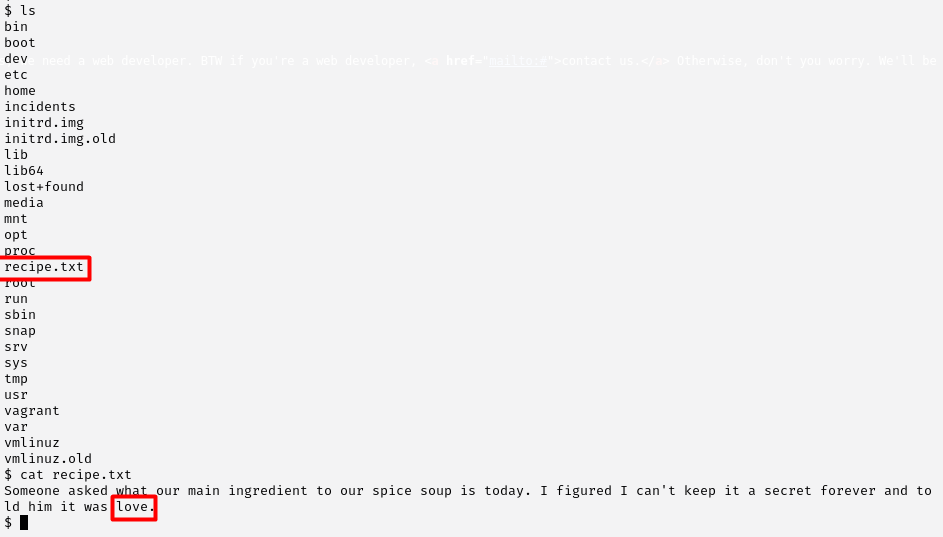 $ ls
bin
boot
dev
need a web developer. BTW if you're a web developer, <a href="mailto:#">contact us.</a> Otherwise, don't you worry. We'll be
etc
home
incidents
initrd.img
initrd.img.old
lib
lib64
lost+found
media
mnt
opt
proc
recipe.txt
root
run
sbin
snap
srv
sys
tmp
usr
vagrant
var
vmlinuz
vmlinuz.old
$ cat recipe.txt
Someone asked what our main ingredient to our spice soup is today. I figured I can't keep it a secret forever and to
ld him it was love.
$